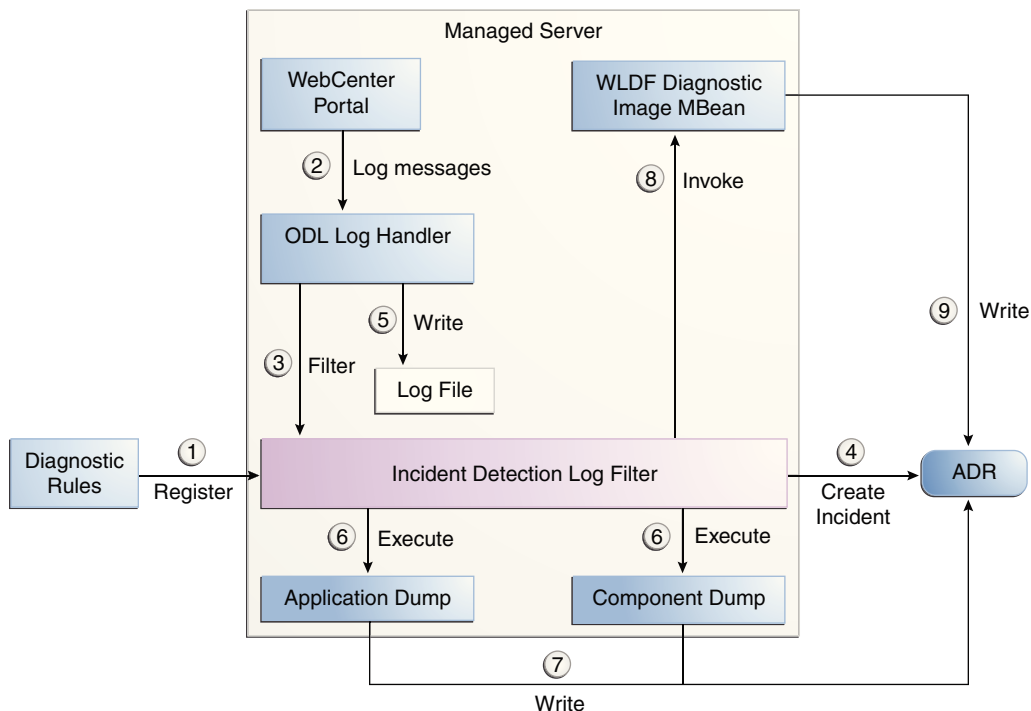 Managed Server
WebCenter
Portal
WLDF Diagnostic
Image MBean
2
Log messages
8
Invoke
ODL Log Handler
5
Write
9
Write
3
Filter
Log File
Diagnostic
Rules
1
Register
Incident Detection Log Filter
4
Create
Incident
ADR
6
Execute
6
Execute
Application Dump
Component Dump
7
Write